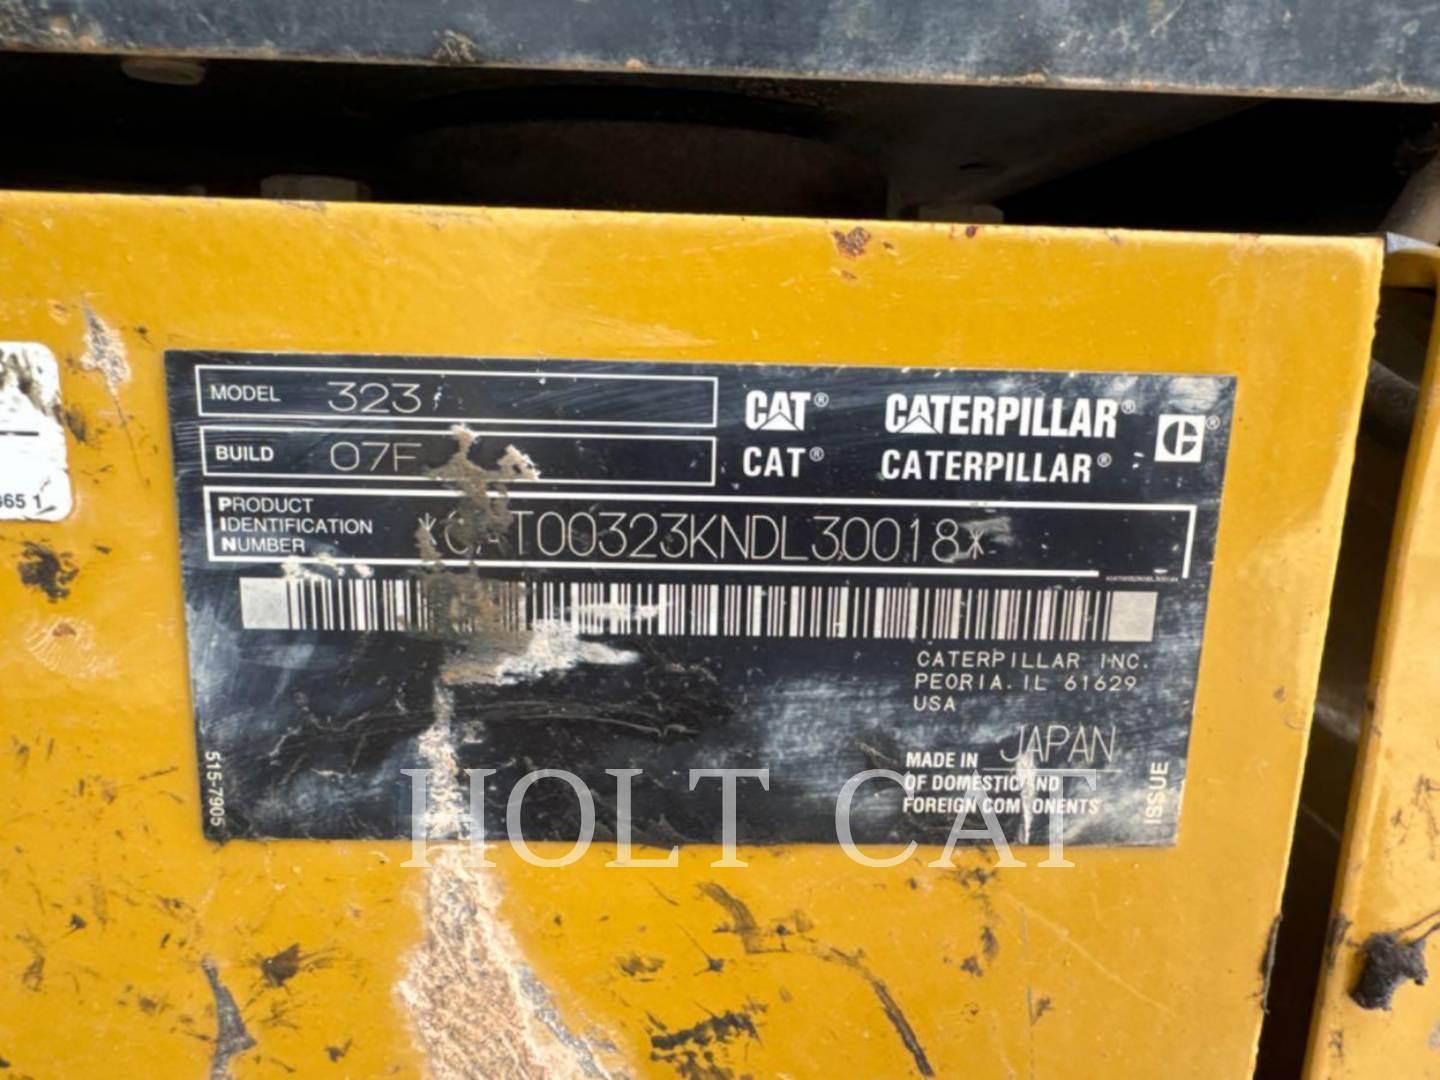 MODEL 323
CAT® CATERPILLAR®
BUILD 07F
CAT® CATERPILLAR®
PRODUCT
IDENTIFICATION
NUMBER
*CAT00323KNDL30018*
CATERPILLAR INC.
PEORIA, IL 61629
USA
MADE IN JAPAN
OF DOMESTIC AND
FOREIGN COMPONENTS
ISSUE
515-7905
HOLT CAT